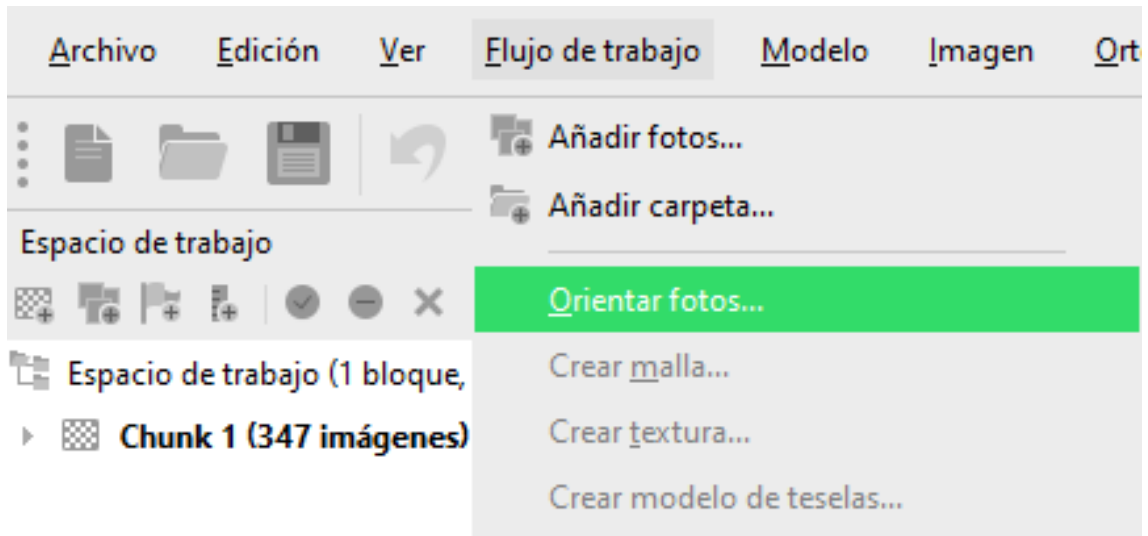 Archivo Edición Ver Flujo de trabajo Modelo Imagen Ort
Añadir fotos...
Añadir carpeta...
Espacio de trabajo
Orientar fotos...
Espacio de trabajo (1 bloque,
Crear malla...
Chunk 1 (347 imágenes)
Crear textura...
Crear modelo de teselas...